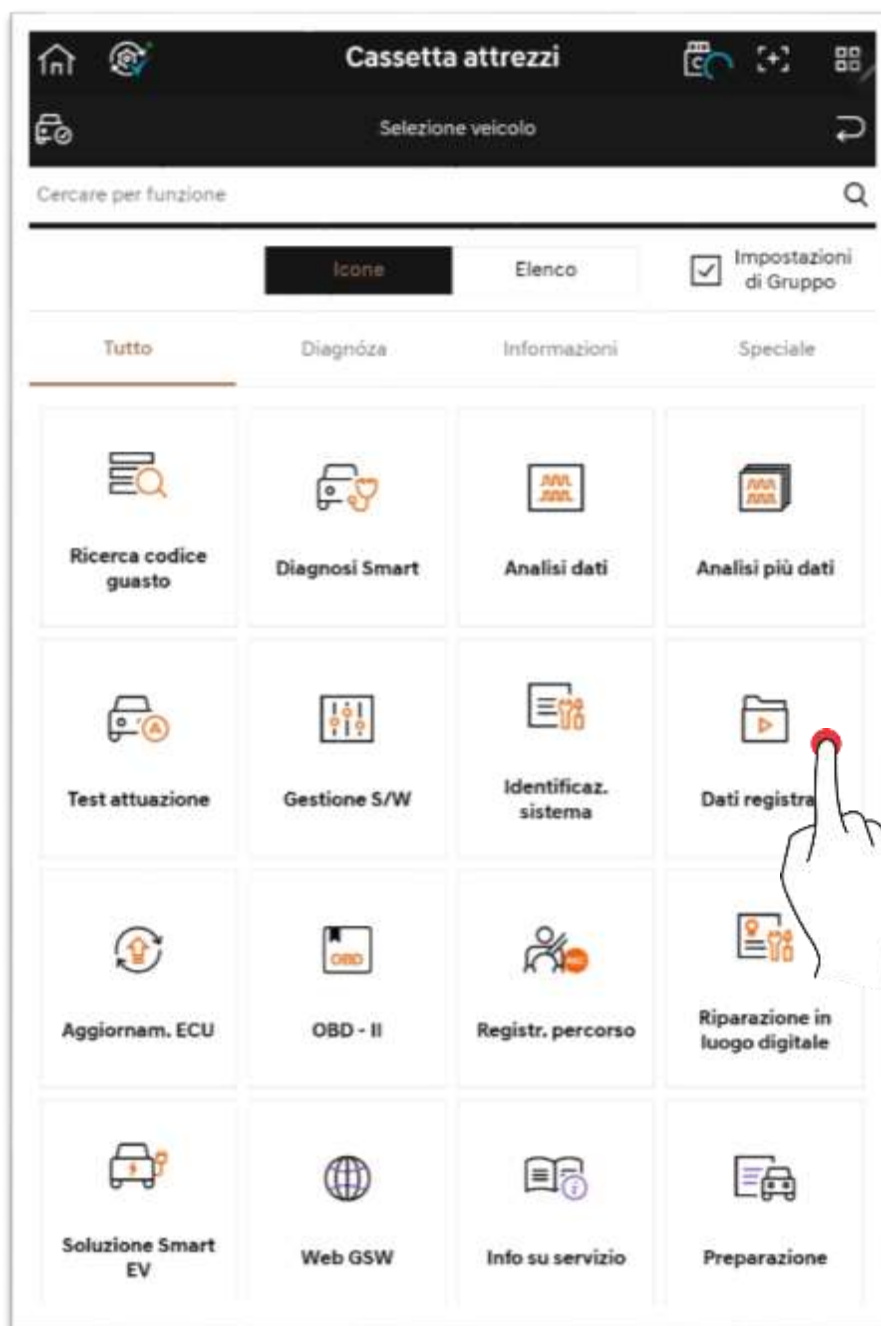 Cassetta attrezzi
Selezione veicolo
Cercare per funzione
Icone
Elenco
Impostazioni
di Gruppo
Tutto
Diagnóza
Informazioni
Speciale
Ricerca codice
guasto
Diagnosi Smart
Analisi dati
Analisi più dati
Test attuazione
Gestione S/W
Identificaz.
sistema
Dati registra
Aggiornam. ECU
OBD
OBD - II
REC
Registr. percorso
Riparazione in
luogo digitale
Soluzione Smart
EV
Web GSW
Info su servizio
Preparazione